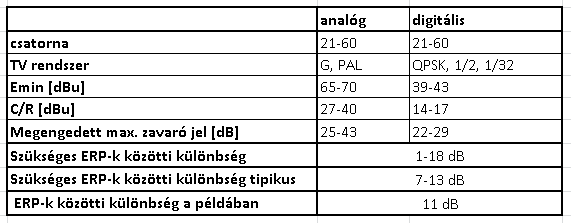 analóg digitális
csatorna 21-60 21-60
TV rendszer G, PAL QPSK, 1/2, 1/32
Emin [dBu] 65-70 39-43
C/R [dBu] 27-40 14-17
Megengedett max. zavaró jel [dB] 25-43 22-29
Szükséges ERP-k közötti különbség 1-18 dB
Szükséges ERP-k közötti különbség tipikus 7-13 dB
ERP-k közötti különbség a példában 11 dB